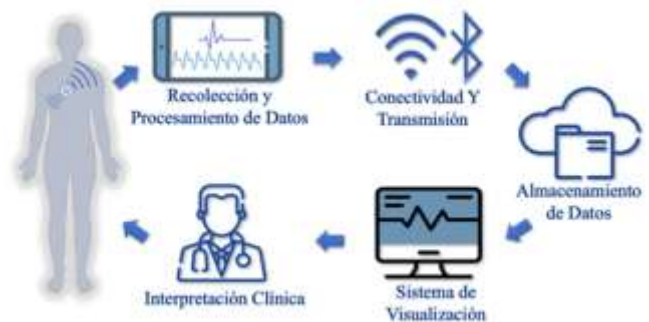 Recolección y
Procesamiento de Datos
Conectividad Y
Transmisión
Almacenamiento
de Datos
Sistema de
Visualización
Interpretación Clínica